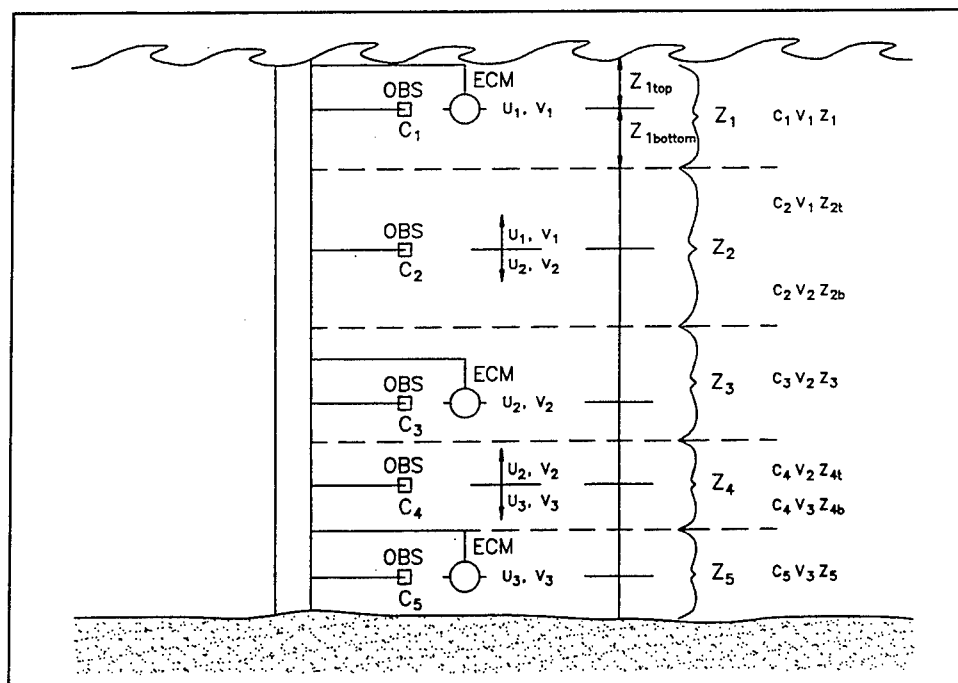 ECM
Z1top
OBS
U1, V1
Z1
C1 V1 Z1
C1
Z1bottom
C2 V1 Z2t
OBS
U1, V1
Z2
C2
U2, V2
C2 V2 Z2b
ECM
OBS
Z3
C3 V2 Z3
U2, V2
C3
OBS
U2, V2
Z4
C4 V2 Z4t
C4
U3, V3
C4 V3 Z4b
ECM
OBS
U3, V3
Z5
C5 V3 Z5
C5